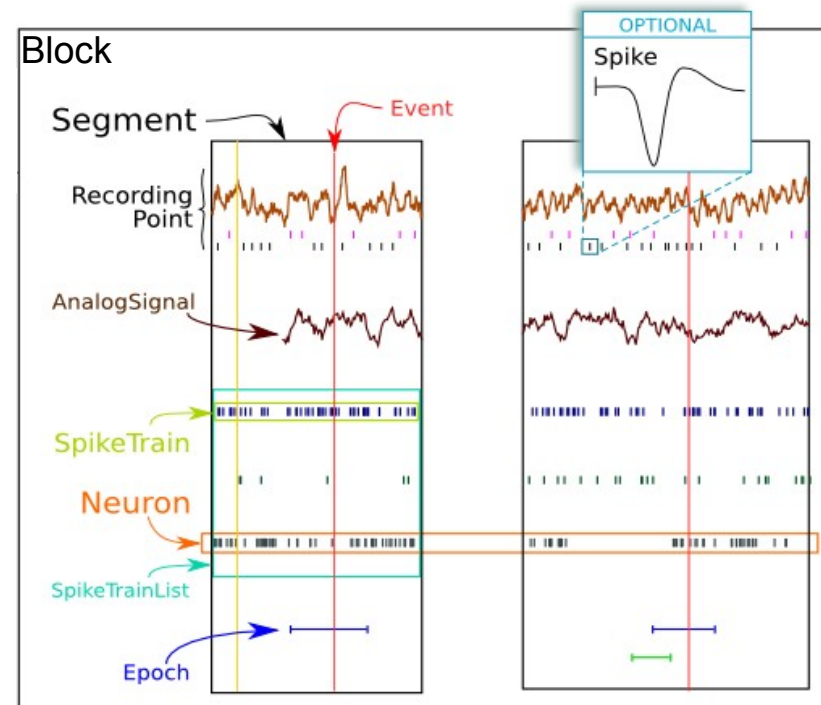 Block
OPTIONAL
Spike
Segment
Event
Recording
Point
AnalogSignal
SpikeTrain
Neuron
SpikeTrainList
Epoch